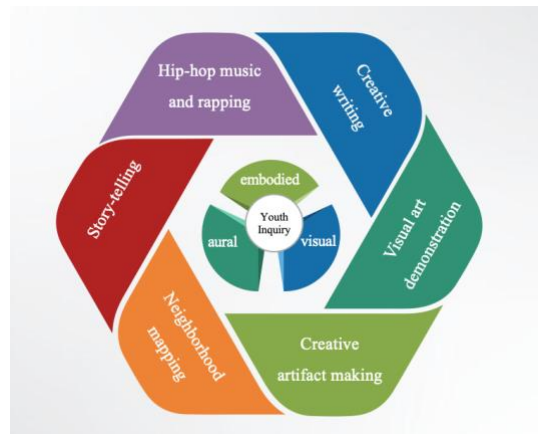 Hip-hop music
and rapping
Creative
writing
Visual art
demonstration
Creative
artifact making
Neighborhood
mapping
Story-telling
embodied
Youth
Inquiry
aural
visual